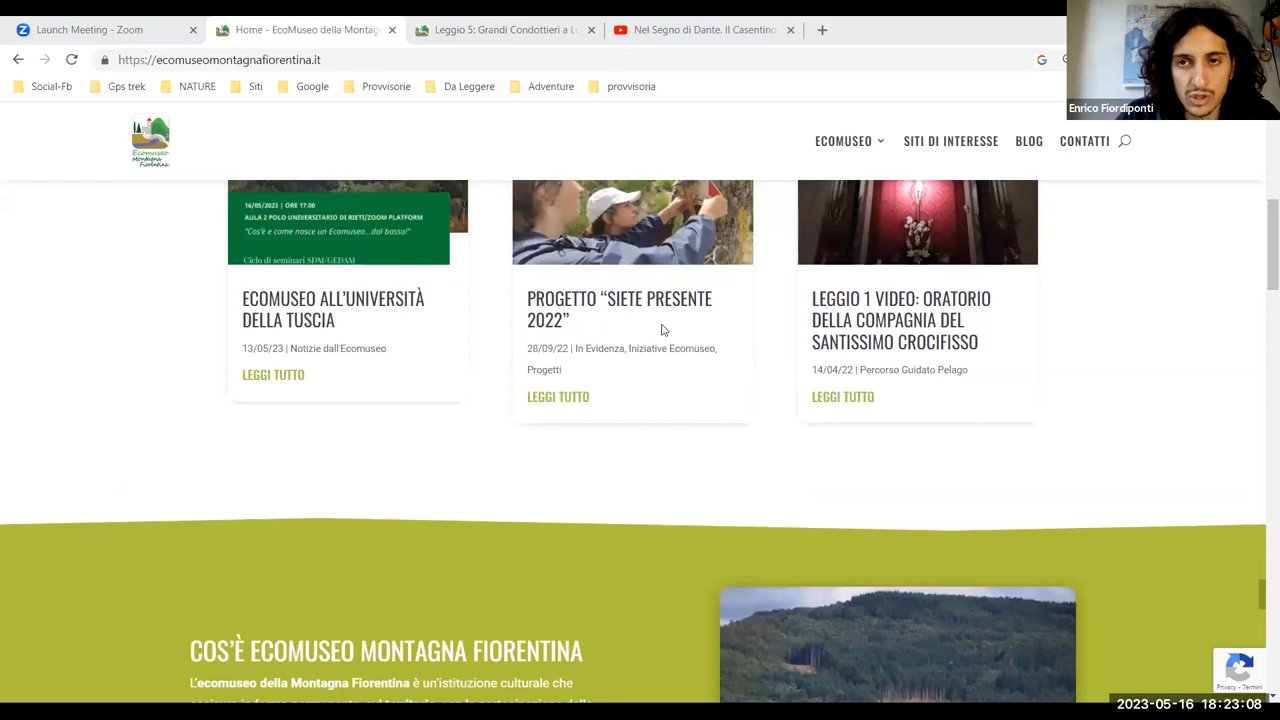 Launch Meeting - Zoom
Home - EcoMuseo della Montag
Leggio 5: Grandi Condottieri a Lo
Nel Segno di Dante. Il Casentino
https://ecomuseomontagnafiorentina.it
Social-Fb
Gps trek
NATURE
Siti
Google
Provvisorie
Da Leggere
Adventure
provvisoria
Enrico Fiordiponti
Ecomuseo
Montagna
Fiorentina
ECOMUSEO
SITI DI INTERESSE
BLOG
CONTATTI
16/05/2023 | ORE 17.00
AULA 2 POLO UNIVERSITARIO DI RIETI/ZOOM PLATFORM
"Cos'è e come nasce un Ecomuseo...dal basso!"
Ciclo di seminari SDM/GEDAM
ECOMUSEO ALL'UNIVERSITÀ
DELLA TUSCIA
13/05/23 | Notizie dall'Ecomuseo
LEGGI TUTTO
PROGETTO “SIETE PRESENTE
2022”
28/09/22 | In Evidenza, Iniziative Ecomuseo,
Progetti
LEGGI TUTTO
LEGGIO 1 VIDEO: ORATORIO
DELLA COMPAGNIA DEL
SANTISSIMO CROCIFISSO
14/04/22 | Percorso Guidato Pelago
LEGGI TUTTO
COS'È ECOMUSEO MONTAGNA FIORENTINA
L'ecomuseo della Montagna Fiorentina è un'istituzione culturale che
Privacy - Termini
2023-05-16 18:23:08